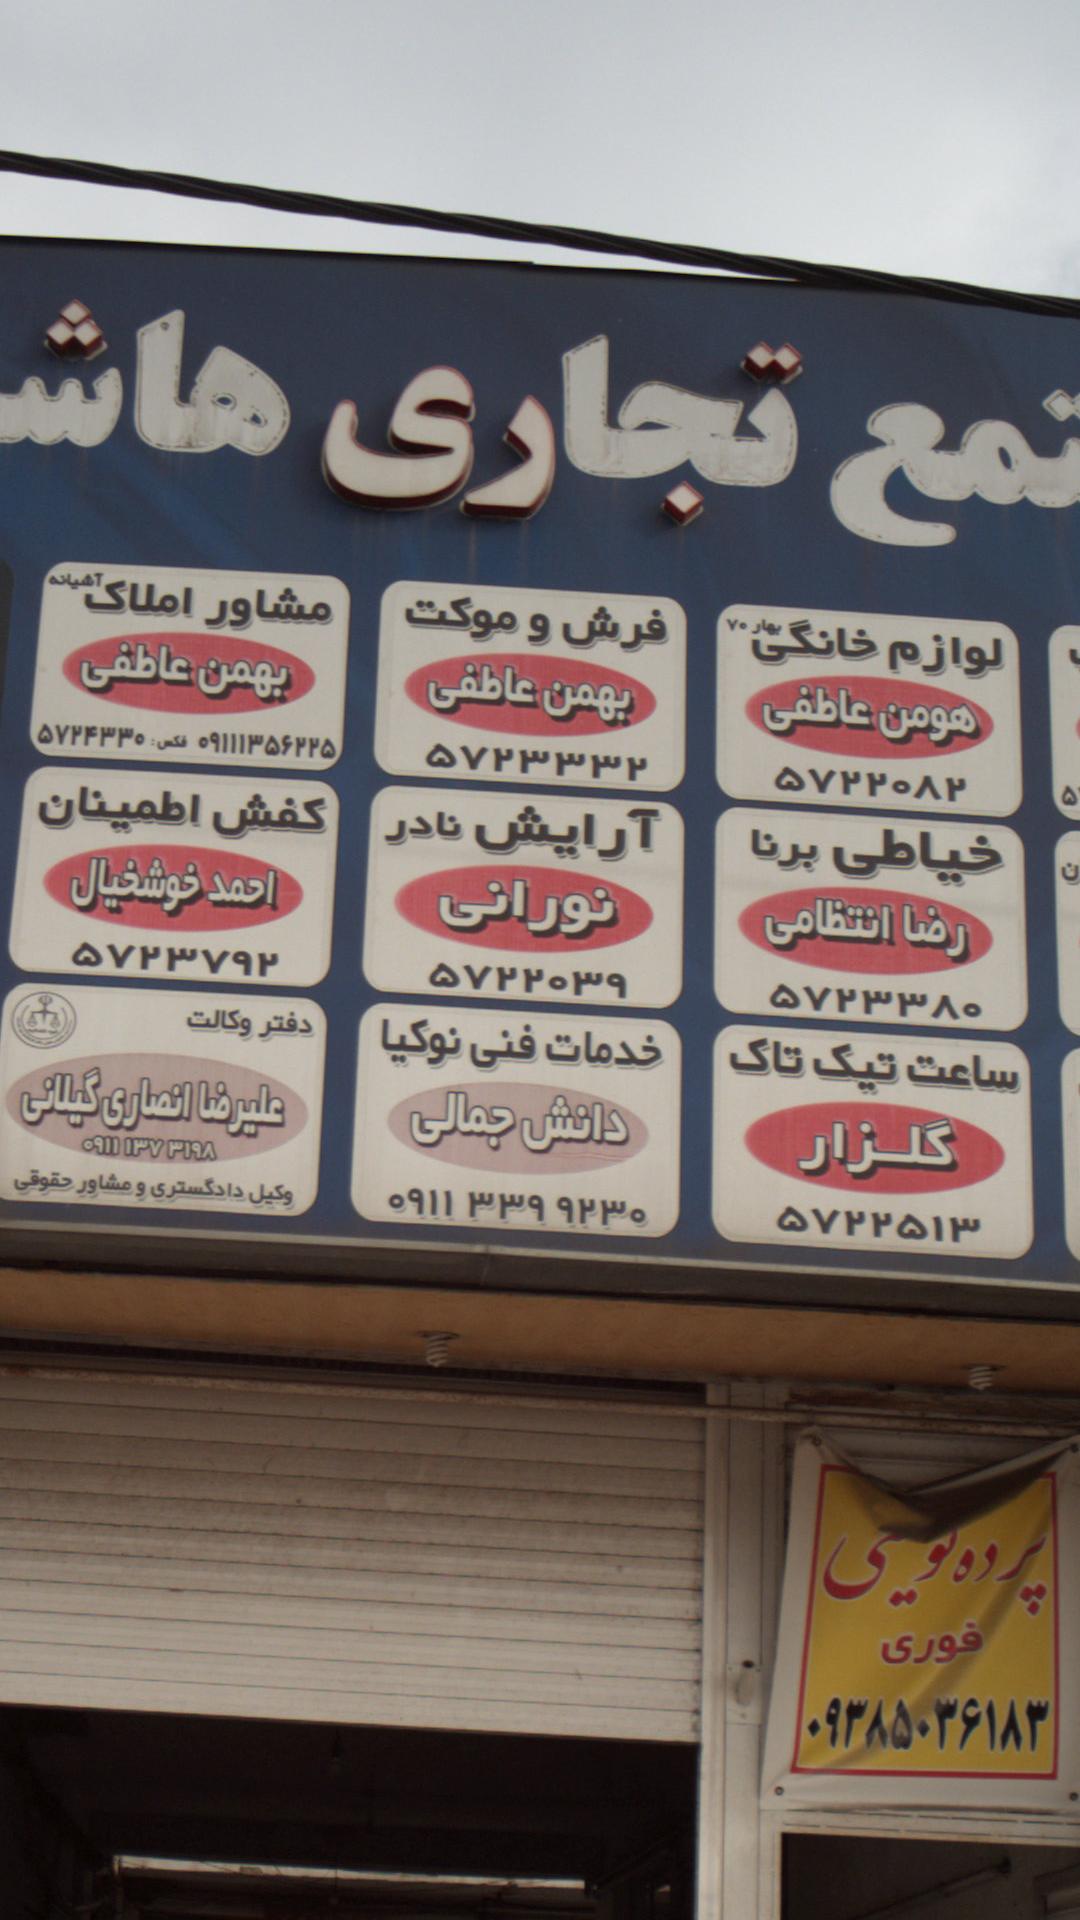 تجاری
لوازم خانگی بهار ۷۰
هومن عاطفی
۵۷۲۲۰۸۲
فرش و موکت
بهمن عاطفی
۵۷۲۳۳۳۲
مشاور املاک آشیانه
بهمن عاطفی
۰۹۱۱۱۳۵۶۲۲۵ فکس: ۵۷۲۴۳۳۰
خیاطی برنا
رضا انتظامی
۵۷۲۳۳۸۰
آرایش نادر
نورانی
۵۷۲۲۰۳۹
کفش اطمینان
احمد خوشخیال
۵۷۲۳۷۹۲
ساعت تیک تاک
گلزار
۵۷۲۲۵۱۳
خدمات فنی نوکیا
دانش جمالی
۰۹۱۱ ۳۳۹ ۹۲۳۰
دفتر وکالت
علیرضا انصاری گیلانی
۰۹۱۱ ۱۳۷ ۳۱۹۸
وکیل دادگستری و مشاور حقوقی
پرده نویسی
فوری
۰۹۳۸۵۰۳۶۱۸۳